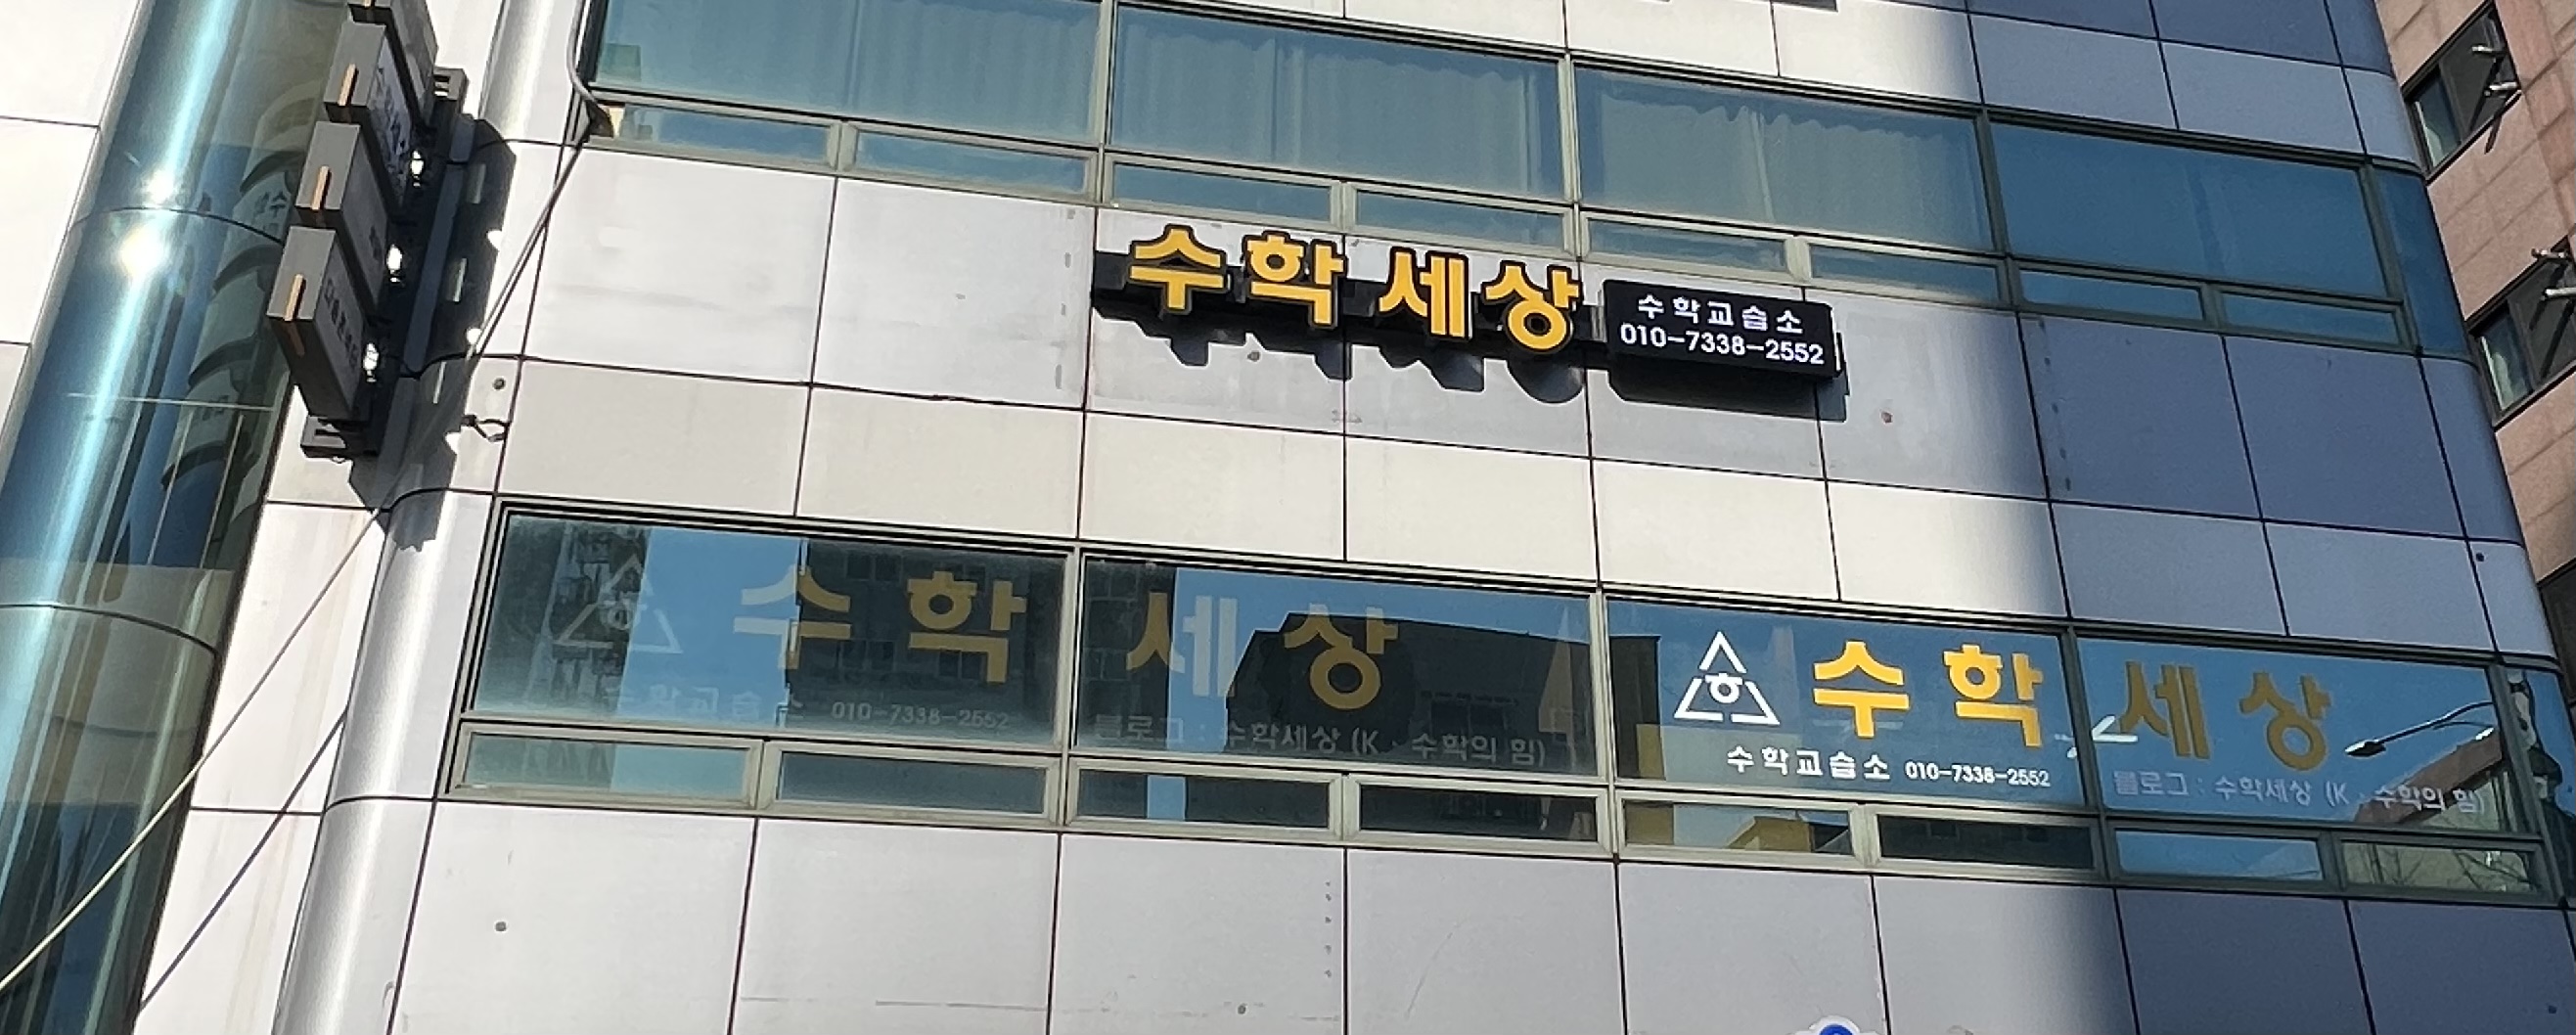 수학 세상
수학교습소
010-7338-2552
수학 세상
수학교습소 010-7338-2552
블로그 : 수학세상 (K · 수학의 힘)
수학 세상
수학교습소 010-7338-2552
블로그 : 수학세상 (K · 수학의 힘)